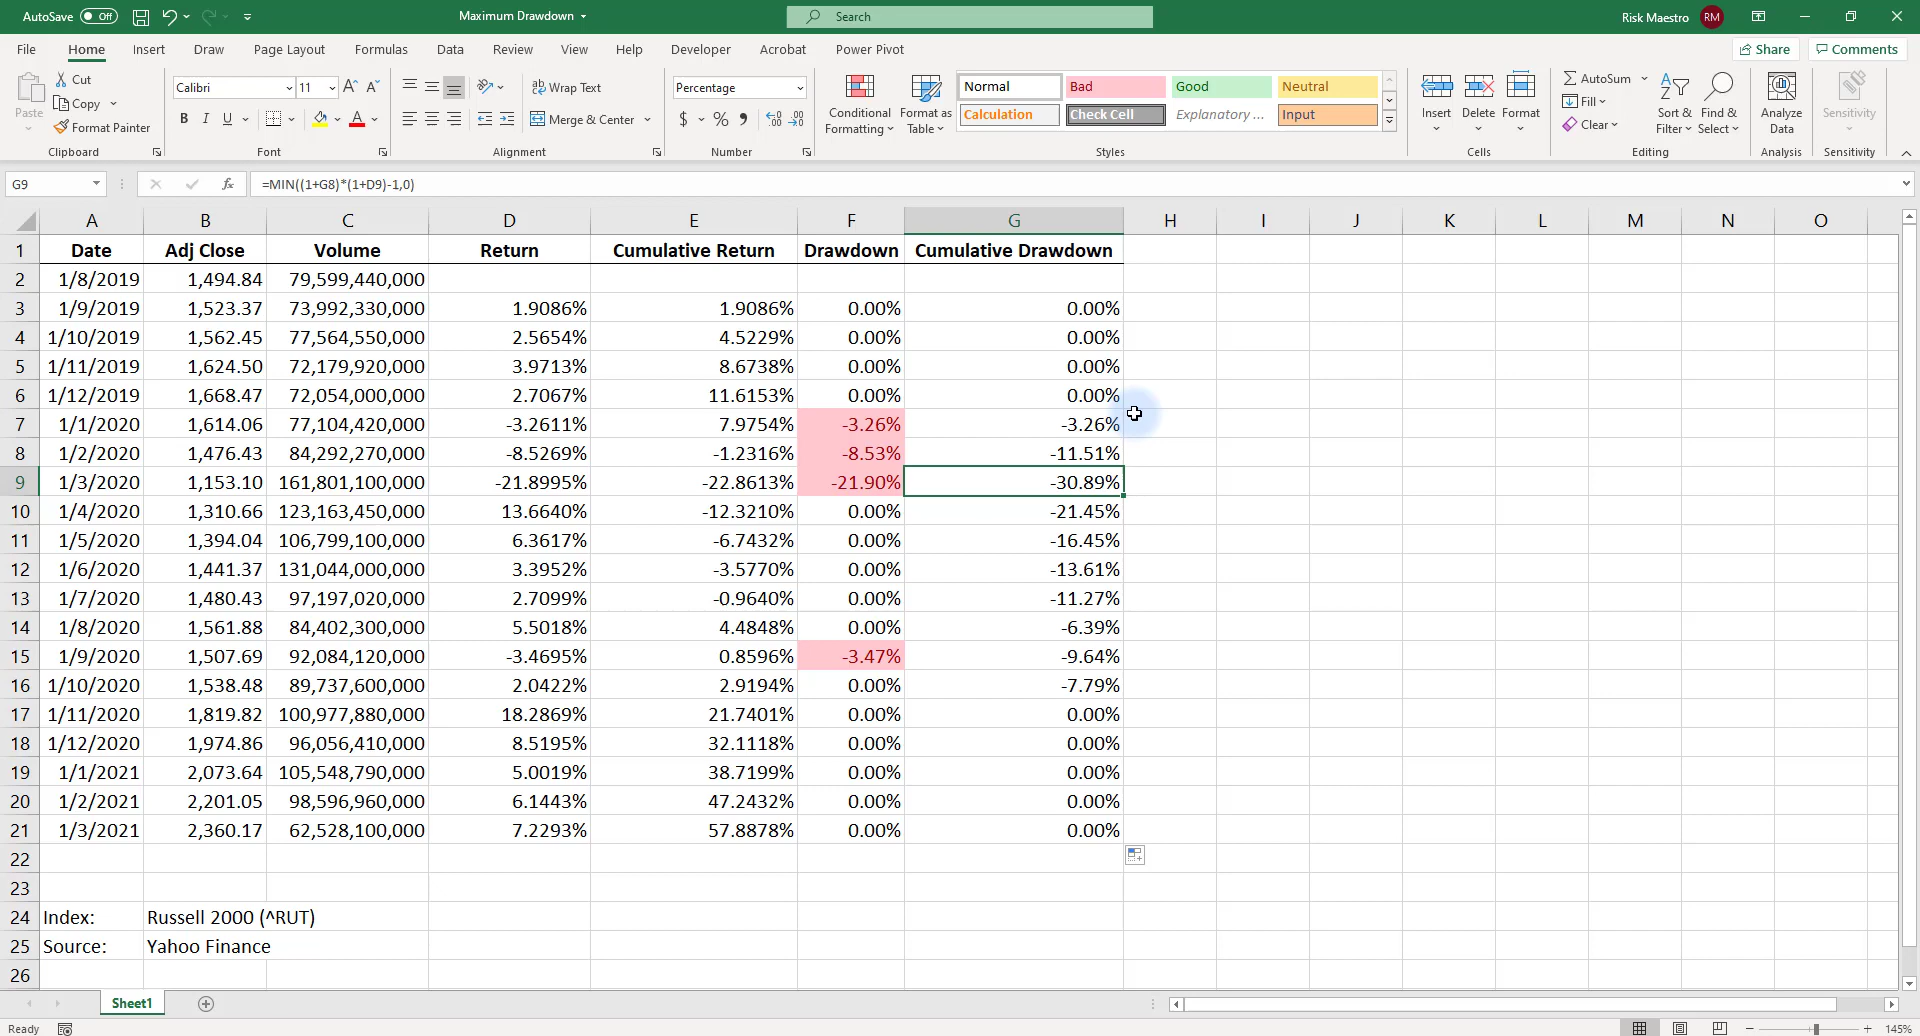 AutoSave Off Maximum Drawdown Search Risk Maestro RM
File Home Insert Draw Page Layout Formulas Data Review View Help Developer Acrobat Power Pivot Share Comments
Paste Cut Copy Format Painter
Clipboard
Calibri 11 A A
B I U A
Font
Wrap Text
Merge & Center
Alignment
Percentage
$ % 9
Number
Conditional Formatting
Format as Table
Normal Bad Good Neutral
Calculation Check Cell Explanatory ... Input
Styles
Insert Delete Format
Cells
AutoSum Fill Clear
Sort & Filter
Find & Select
Editing
Analyze Data
Analysis
Sensitivity
Sensitivity
G9 fx =MIN((1+G8)*(1+D9)-1,0)
A B C D E F G H I J K L M N O
1 Date Adj Close Volume Return Cumulative Return Drawdown Cumulative Drawdown
2 1/8/2019 1,494.84 79,599,440,000
3 1/9/2019 1,523.37 73,992,330,000 1.9086% 1.9086% 0.00% 0.00%
4 1/10/2019 1,562.45 77,564,550,000 2.5654% 4.5229% 0.00% 0.00%
5 1/11/2019 1,624.50 72,179,920,000 3.9713% 8.6738% 0.00% 0.00%
6 1/12/2019 1,668.47 72,054,000,000 2.7067% 11.6153% 0.00% 0.00%
7 1/1/2020 1,614.06 77,104,420,000 -3.2611% 7.9754% -3.26% -3.26%
8 1/2/2020 1,476.43 84,292,270,000 -8.5269% -1.2316% -8.53% -11.51%
9 1/3/2020 1,153.10 161,801,100,000 -21.8995% -22.8613% -21.90% -30.89%
10 1/4/2020 1,310.66 123,163,450,000 13.6640% -12.3210% 0.00% -21.45%
11 1/5/2020 1,394.04 106,799,100,000 6.3617% -6.7432% 0.00% -16.45%
12 1/6/2020 1,441.37 131,044,000,000 3.3952% -3.5770% 0.00% -13.61%
13 1/7/2020 1,480.43 97,197,020,000 2.7099% -0.9640% 0.00% -11.27%
14 1/8/2020 1,561.88 84,402,300,000 5.5018% 4.4848% 0.00% -6.39%
15 1/9/2020 1,507.69 92,084,120,000 -3.4695% 0.8596% -3.47% -9.64%
16 1/10/2020 1,538.48 89,737,600,000 2.0422% 2.9194% 0.00% -7.79%
17 1/11/2020 1,819.82 100,977,880,000 18.2869% 21.7401% 0.00% 0.00%
18 1/12/2020 1,974.86 96,056,410,000 8.5195% 32.1118% 0.00% 0.00%
19 1/1/2021 2,073.64 105,548,790,000 5.0019% 38.7199% 0.00% 0.00%
20 1/2/2021 2,201.05 98,596,960,000 6.1443% 47.2432% 0.00% 0.00%
21 1/3/2021 2,360.17 62,528,100,000 7.2293% 57.8878% 0.00% 0.00%
22
23
24 Index: Russell 2000 (^RUT)
25 Source: Yahoo Finance
26
Sheet1
Ready 145%